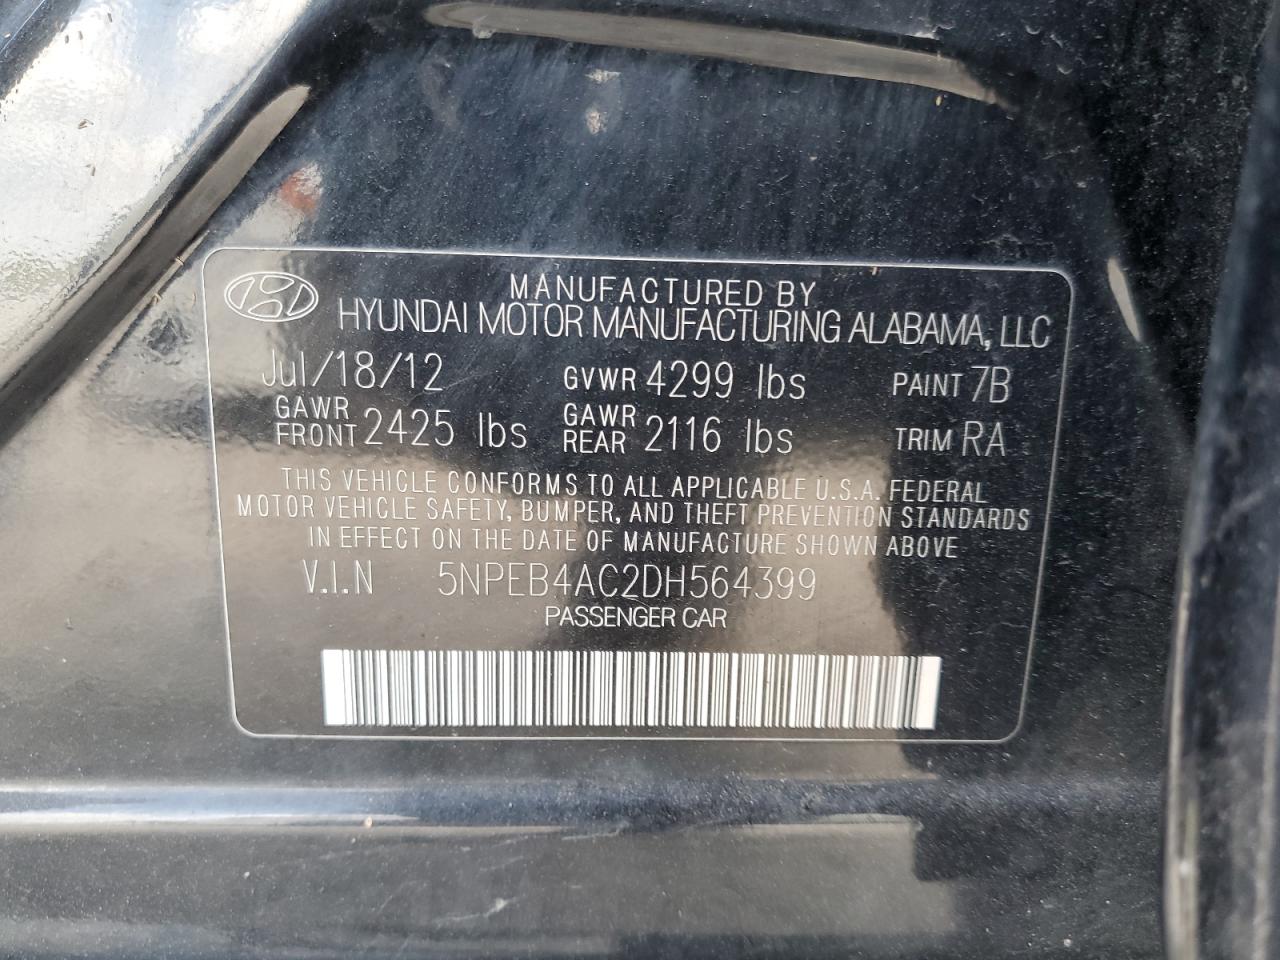 MANUFACTURED BY
HYUNDAI MOTOR MANUFACTURING ALABAMA, LLC
Jul/18/12 GVWR 4299 lbs PAINT 7B
GAWR FRONT 2425 lbs GAWR REAR 2116 lbs TRIM RA
THIS VEHICLE CONFORMS TO ALL APPLICABLE U.S.A. FEDERAL
MOTOR VEHICLE SAFETY, BUMPER, AND THEFT PREVENTION STANDARDS
IN EFFECT ON THE DATE OF MANUFACTURE SHOWN ABOVE
V.I.N 5NPEB4AC2DH564399
PASSENGER CAR